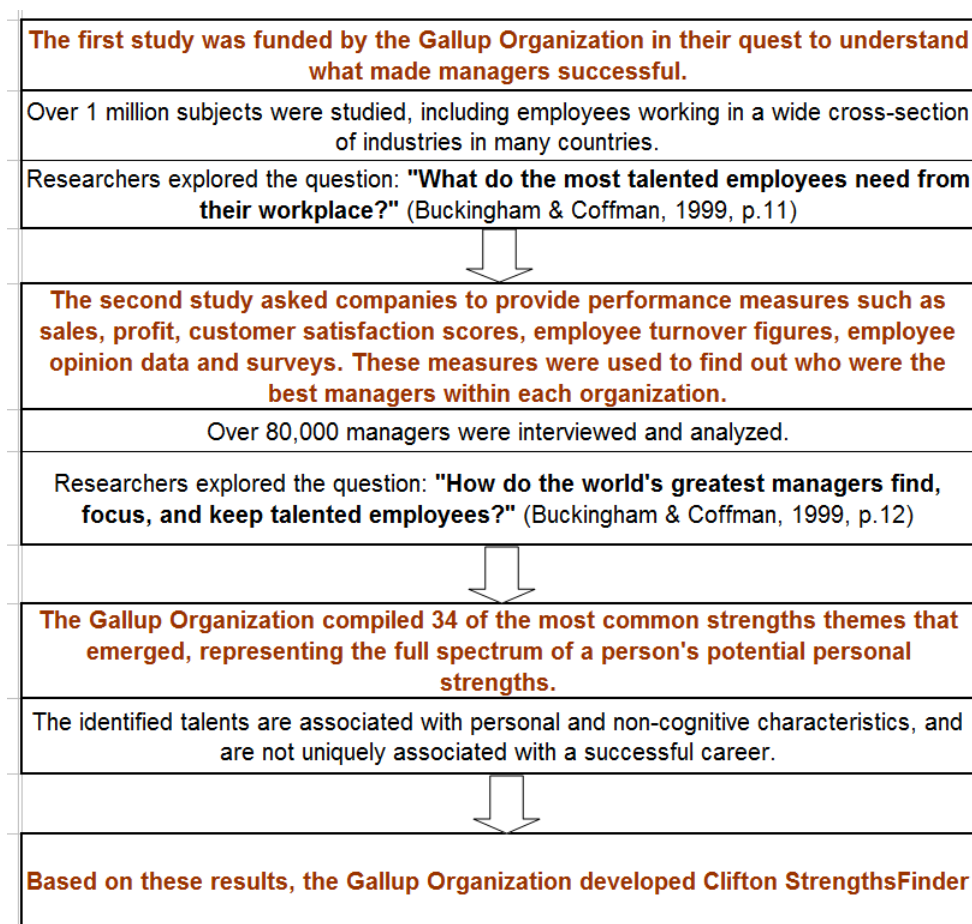 The first study was funded by the Gallup Organization in their quest to understand
what made managers successful.
Over 1 million subjects were studied, including employees working in a wide cross-section
of industries in many countries.
Researchers explored the question: "What do the most talented employees need from
their workplace?" (Buckingham & Coffman, 1999, p.11)
The second study asked companies to provide performance measures such as
sales, profit, customer satisfaction scores, employee turnover figures, employee
opinion data and surveys. These measures were used to find out who were the
best managers within each organization.
Over 80,000 managers were interviewed and analyzed.
Researchers explored the question: "How do the world's greatest managers find,
focus, and keep talented employees?" (Buckingham & Coffman, 1999, p.12)
The Gallup Organization compiled 34 of the most common strengths themes that
emerged, representing the full spectrum of a person's potential personal
strengths.
The identified talents are associated with personal and non-cognitive characteristics, and
are not uniquely associated with a successful career.
Based on these results, the Gallup Organization developed Clifton StrengthsFinder